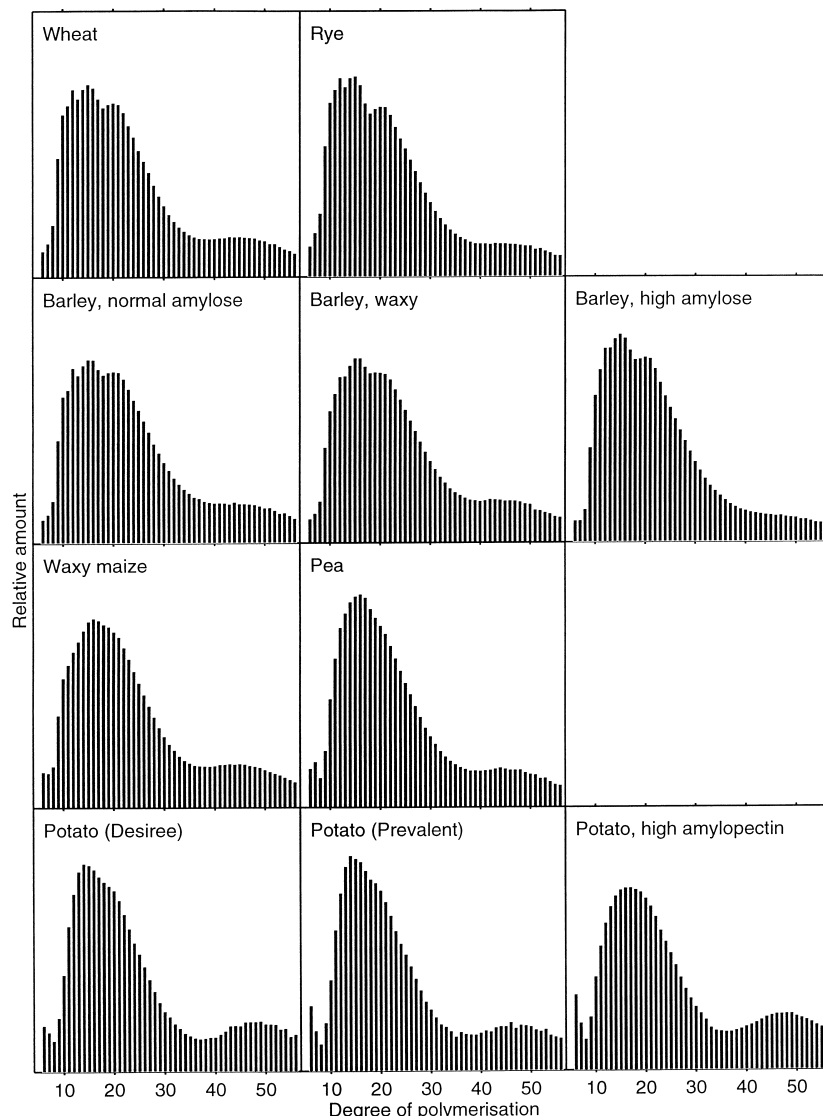 Wheat
Rye
Barley, normal amylose
Barley, waxy
Barley, high amylose
Relative amount
Waxy maize
Pea
Potato (Desiree)
Potato (Prevalent)
Potato, high amylopectin
10 20 30 40 50
10 20 30 40 50
10 20 30 40 50
Degree of polymerisation